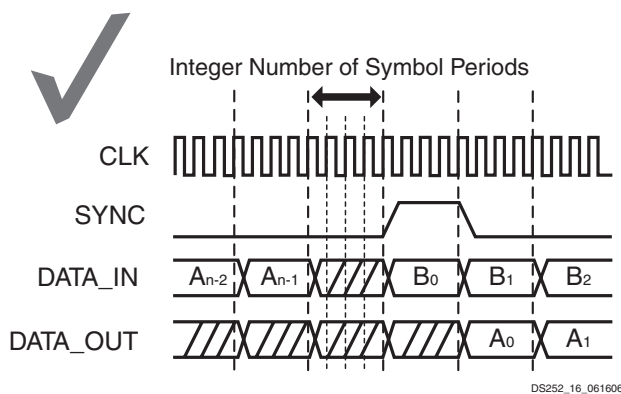 Integer Number of Symbol Periods
CLK
SYNC
DATA_IN An-2 An-1 B0 B1 B2
DATA_OUT A0 A1
DS252_16_061606